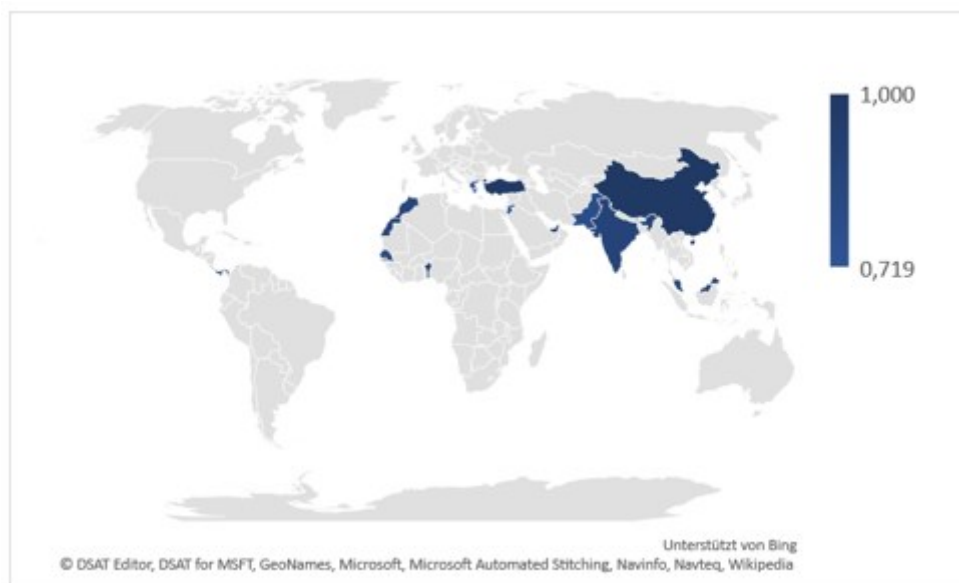 1,000
0,719
Unterstützt von Bing
© DSAT Editor, DSAT for MSFT, GeoNames, Microsoft, Microsoft Automated Stitching, Navinfo, Navteq, Wikipedia